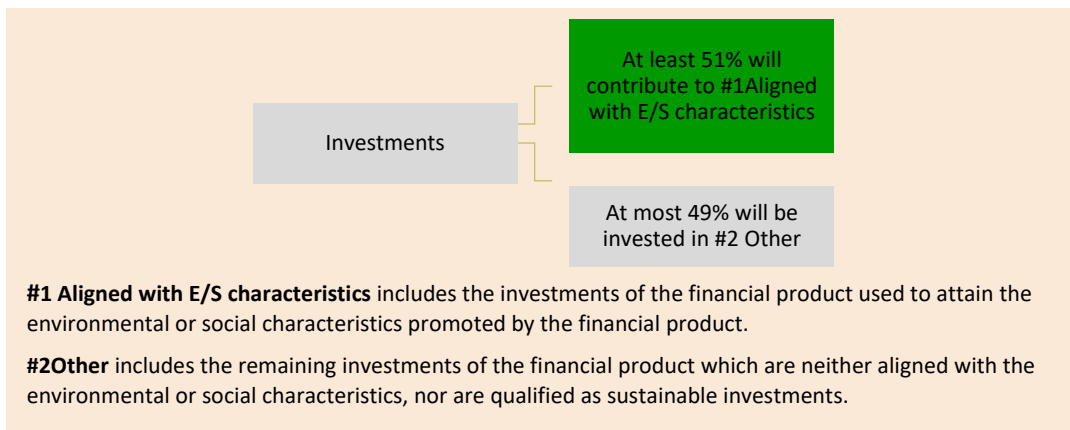 At least 51% will
contribute to #1Aligned
with E/S characteristics
Investments
At most 49% will be
invested in #2 Other
#1 Aligned with E/S characteristics includes the investments of the financial product used to attain the
environmental or social characteristics promoted by the financial product.
#2Other includes the remaining investments of the financial product which are neither aligned with the
environmental or social characteristics, nor are qualified as sustainable investments.